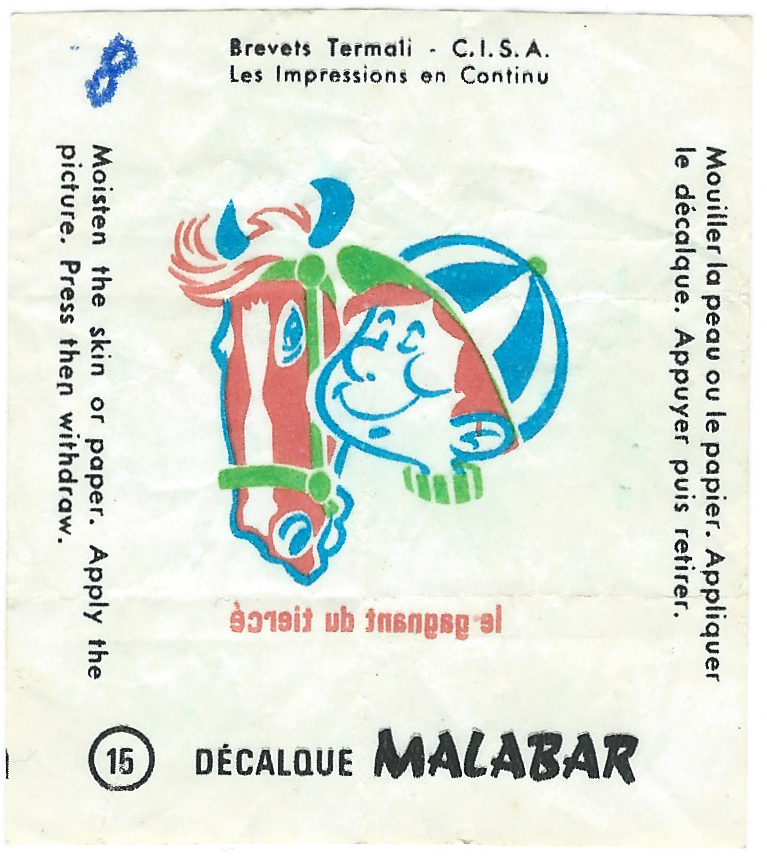 8
Brevets Termali - C.I.S.A.
Les Impressions en Continu
Moisten the skin or paper. Apply the
picture. Press then withdraw.
Mouiller la peau ou le papier. Appliquer
le décalque. Appuyer puis retirer.
le gagnant du tiercé
15 DÉCALQUE MALABAR